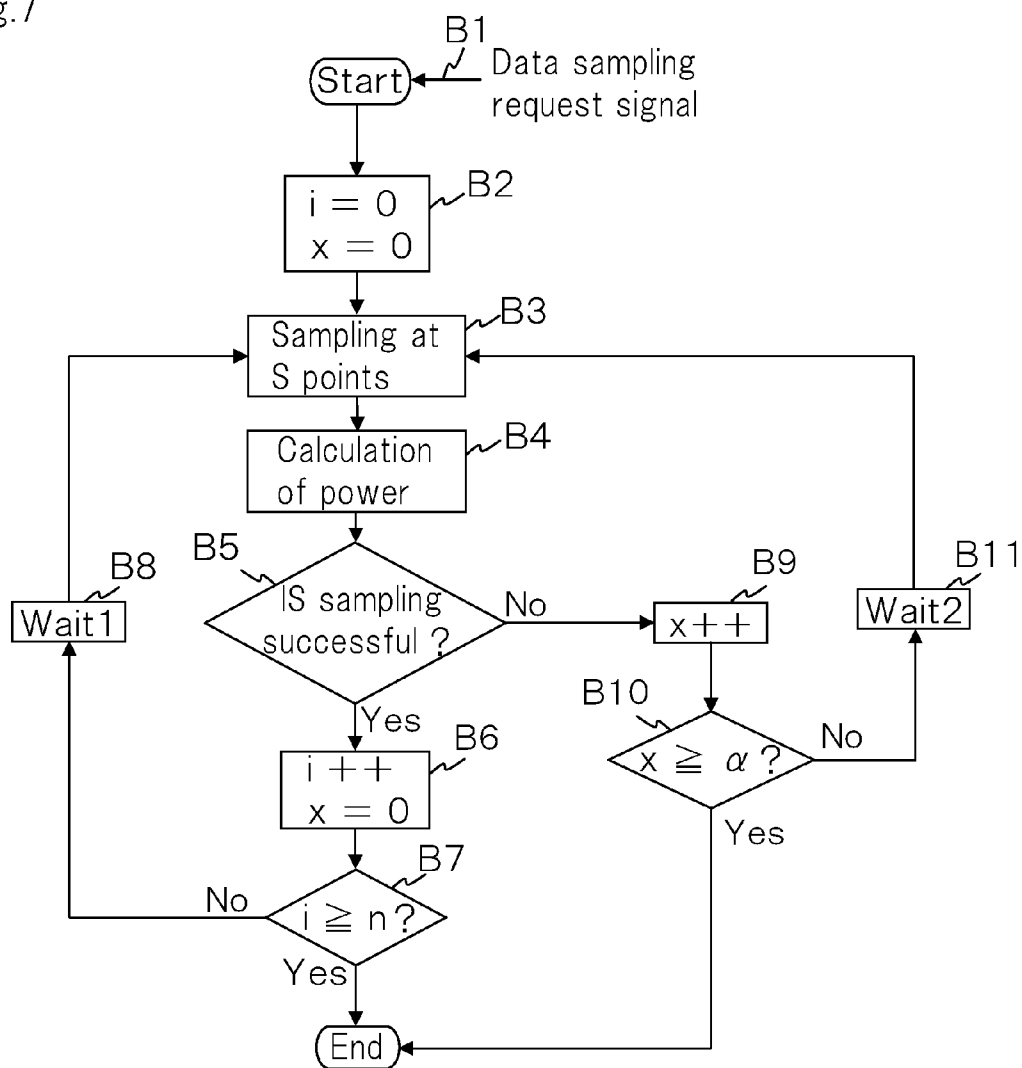 g.7
B1
Start
Data sampling
request signal
B2
i = 0
x = 0
B3
Sampling at
S points
B4
Calculation
of power
B5
IS sampling
successful ?
No
Yes
B8
Wait1
B9
x++
B11
Wait2
B10
x ≧ α ?
No
Yes
B6
i ++
x = 0
B7
i ≧ n ?
No
Yes
End